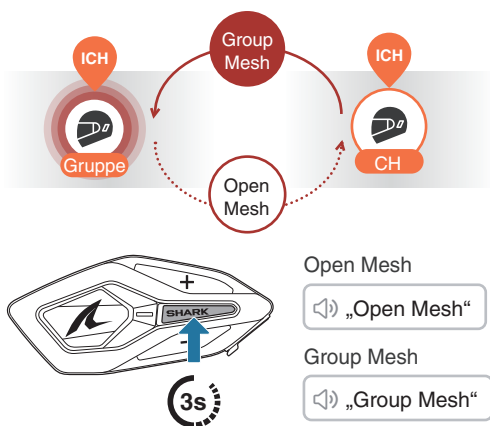 Group
Mesh
ICH
ICH
Gruppe
CH
Open
Mesh
Open Mesh
SHARK
„Open Mesh“
Group Mesh
3s
„Group Mesh“